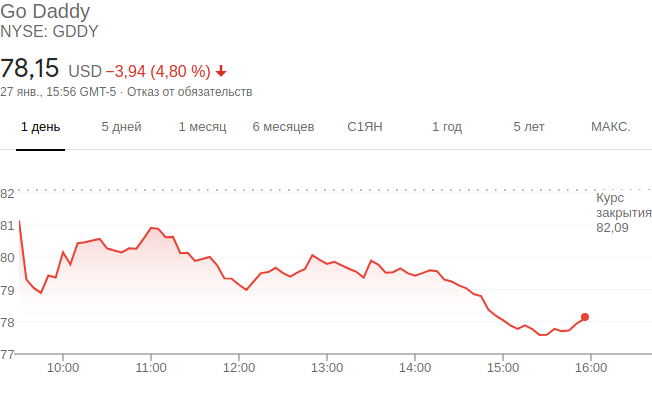 Go Daddy
NYSE: GDDY
78,15 USD −3,94 (4,80 %)
27 янв., 15:56 GMT-5 · Отказ от обязательств
1 день 5 дней 1 месяц 6 месяцев С1ЯН 1 год 5 лет МАКС.
82
Курс
закрытия
82,09
81
80
79
78
77
10:00 11:00 12:00 13:00 14:00 15:00 16:00